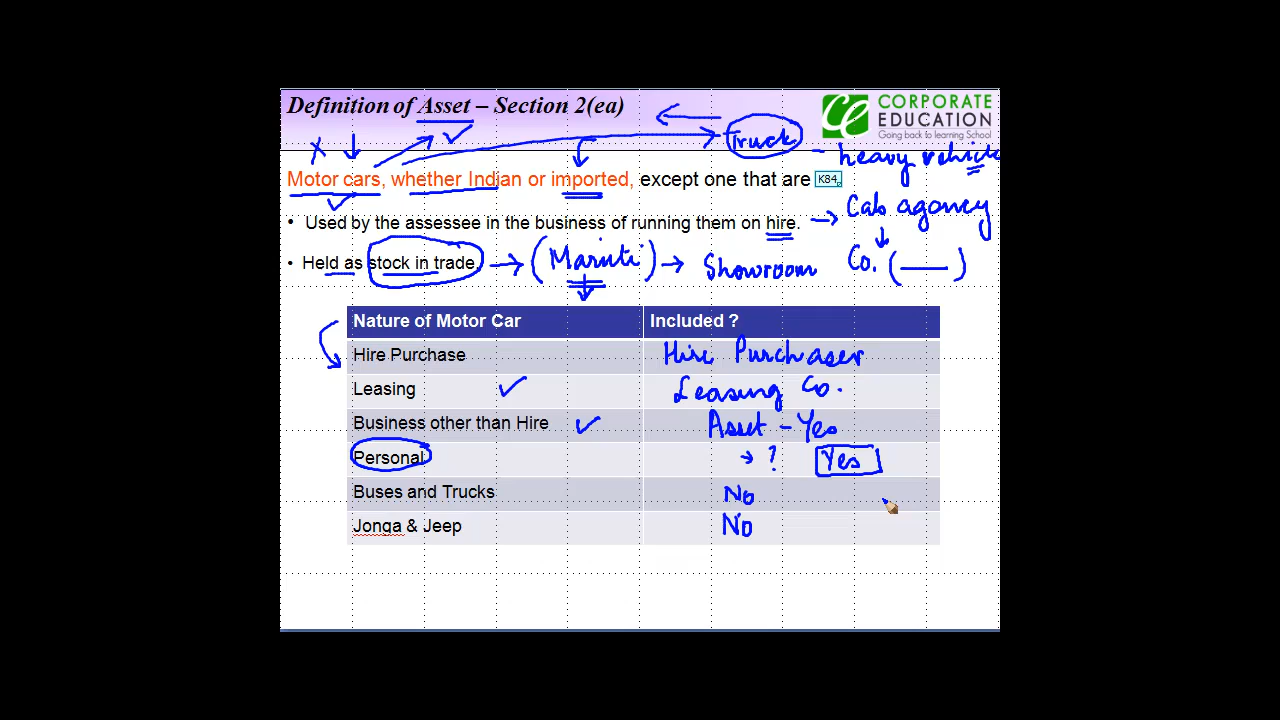 Definition of Asset – Section 2(ea)
CORPORATE
EDUCATION
Going back to learning School
Truck
X
- heavy vehicle
Motor cars, whether Indian or imported, except one that are K84
• Used by the assessee in the business of running them on hire.
→ Cab agency
• Held as stock in trade → (Maruti) → Showroom
Co. ( )
Nature of Motor Car Included ?
Hire Purchase Hire Purchaser
Leasing Leasing Co.
Business other than Hire Asset - Yes
Personal → ? Yes
Buses and Trucks No
Jonga & Jeep No